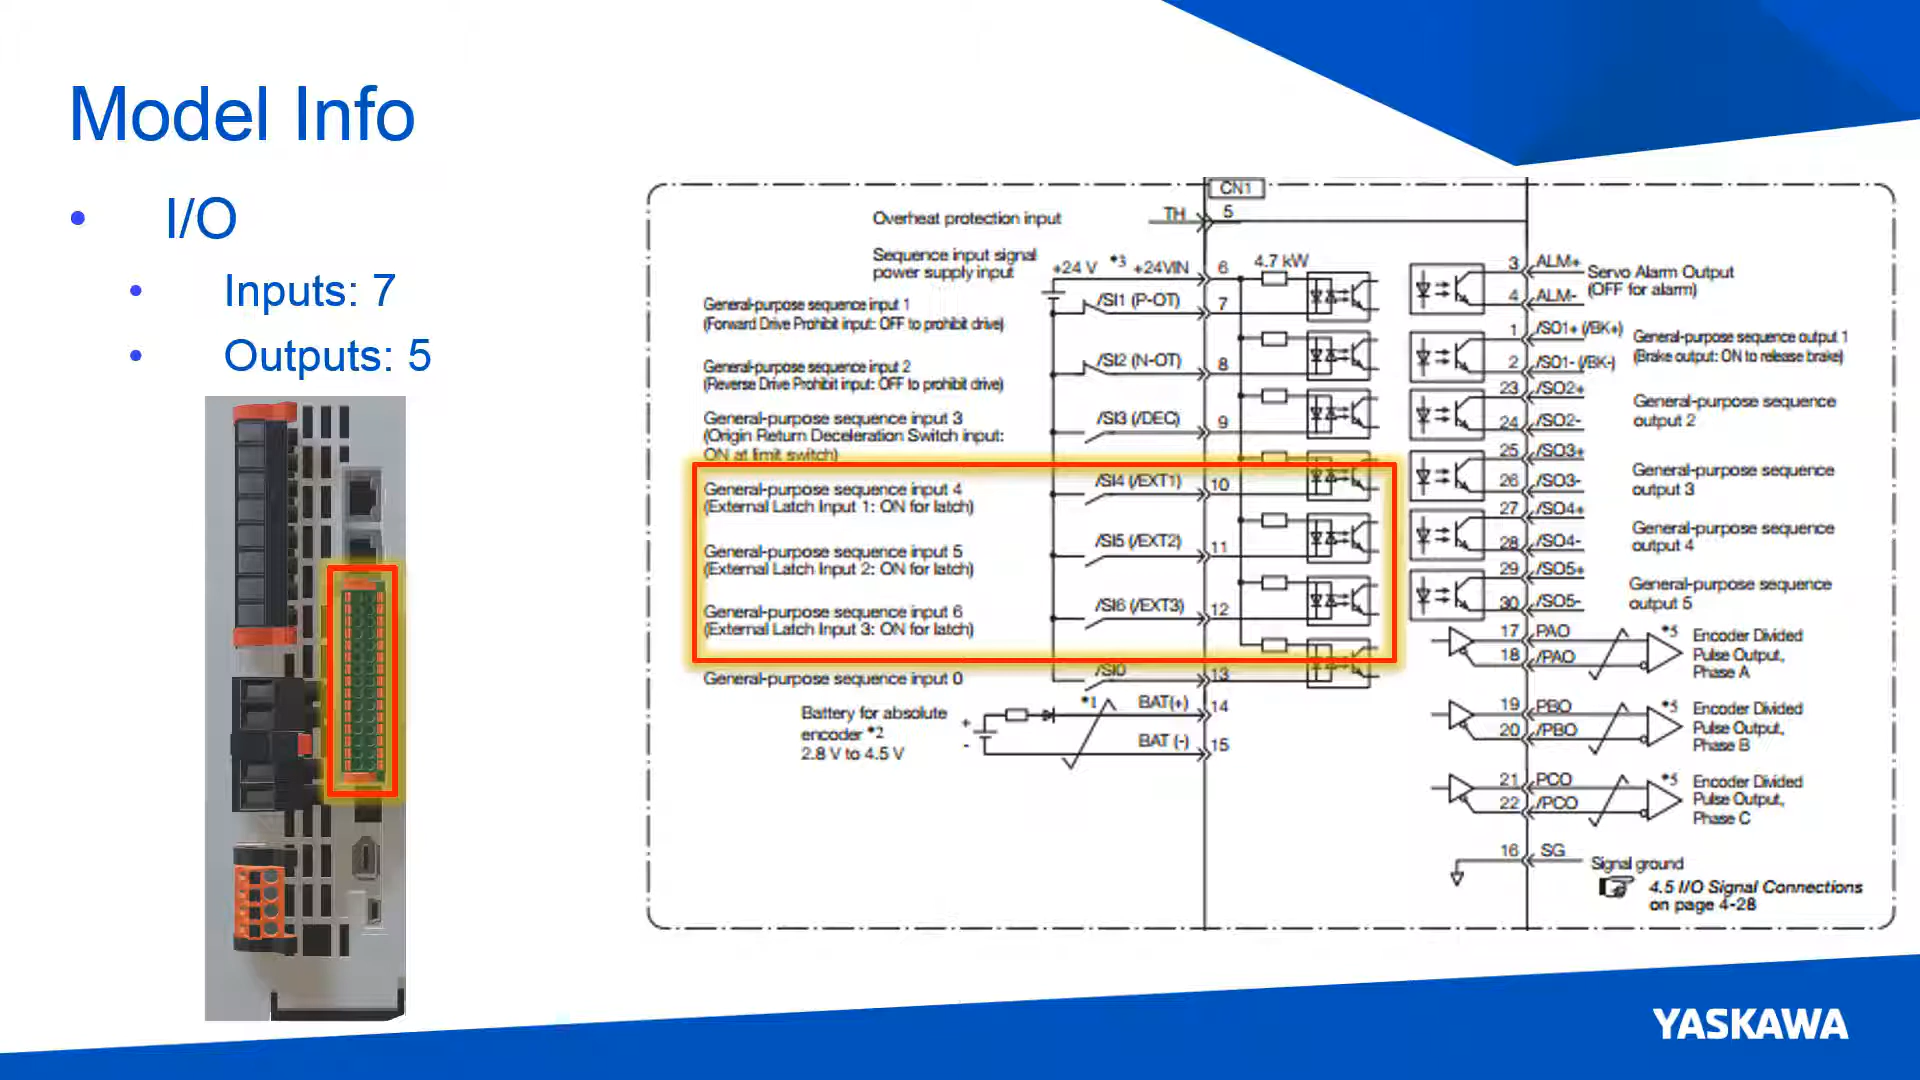 Model Info
• I/O
• Inputs: 7
• Outputs: 5
CN1
Overheat protection input
TH
5
Sequence input signal
power supply input
+24 V
*3
+24VIN
6
4.7 kW
General-purpose sequence input 1
(Forward Drive Prohibit input: OFF to prohibit drive)
/SI1 (P-OT)
7
General-purpose sequence input 2
(Reverse Drive Prohibit input: OFF to prohibit drive)
/SI2 (N-OT)
8
General-purpose sequence input 3
(Origin Return Deceleration Switch input:
ON at limit switch)
/SI3 (/DEC)
9
General-purpose sequence input 4
(External Latch Input 1: ON for latch)
/SI4 (/EXT1)
10
General-purpose sequence input 5
(External Latch Input 2: ON for latch)
/SI5 (/EXT2)
11
General-purpose sequence input 6
(External Latch Input 3: ON for latch)
/SI6 (/EXT3)
12
General-purpose sequence input 0
/SI0
13
Battery for absolute
encoder *2
2.8 V to 4.5 V
+
-
*1
BAT(+)
14
BAT (-)
15
3
ALM+
4
ALM-
Servo Alarm Output
(OFF for alarm)
1
/SO1+ (/BK+)
2
/SO1- (/BK-)
General-purpose sequence output 1
(Brake output: ON to release brake)
23
/SO2+
24
/SO2-
General-purpose sequence
output 2
25
/SO3+
26
/SO3-
General-purpose sequence
output 3
27
/SO4+
28
/SO4-
General-purpose sequence
output 4
29
/SO5+
30
/SO5-
General-purpose sequence
output 5
17
PAO
18
/PAO
*5
Encoder Divided
Pulse Output,
Phase A
19
PBO
20
/PBO
*5
Encoder Divided
Pulse Output,
Phase B
21
PCO
22
/PCO
*5
Encoder Divided
Pulse Output,
Phase C
16
SG
Signal ground
4.5 I/O Signal Connections
on page 4-28
YASKAWA